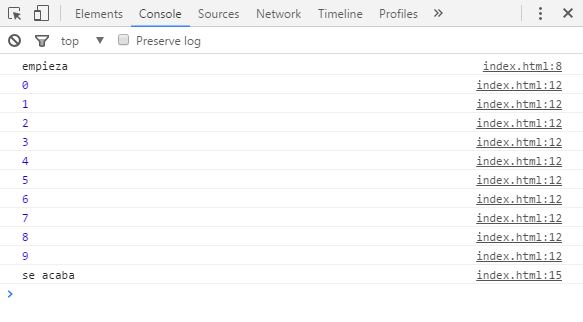 Elements Console Sources Network Timeline Profiles »
top ▼ Preserve log
empieza index.html:8
0 index.html:12
1 index.html:12
2 index.html:12
3 index.html:12
4 index.html:12
5 index.html:12
6 index.html:12
7 index.html:12
8 index.html:12
9 index.html:12
se acaba index.html:15
>